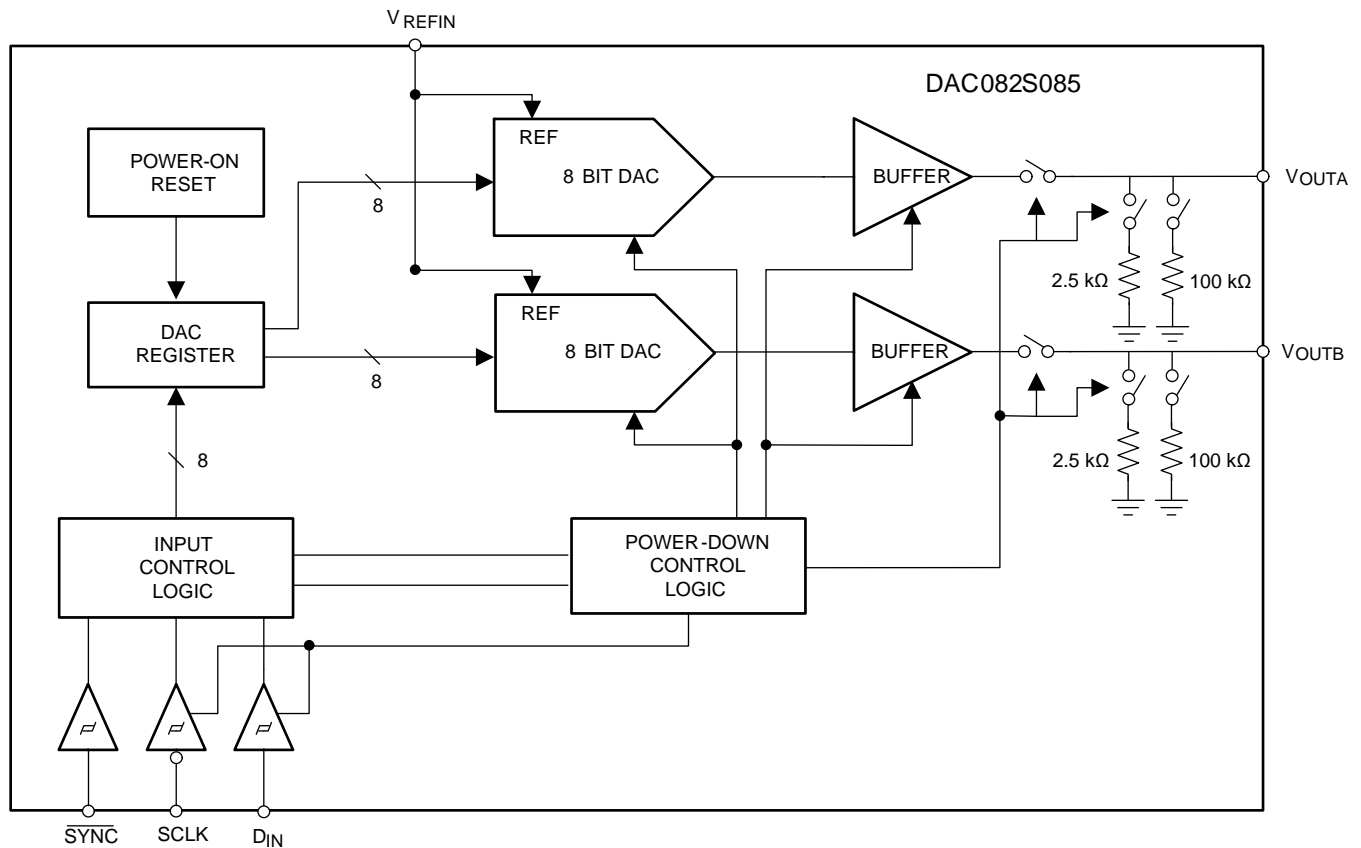 V REFIN
DAC082S085
POWER-ON
RESET
REF
8 BIT DAC
BUFFER
VOUTA
8
2.5 kΩ
100 kΩ
DAC
REGISTER
REF
8 BIT DAC
BUFFER
VOUTB
8
8
2.5 kΩ
100 kΩ
INPUT
CONTROL
LOGIC
POWER-DOWN
CONTROL
LOGIC
SYNC
SCLK
DIN